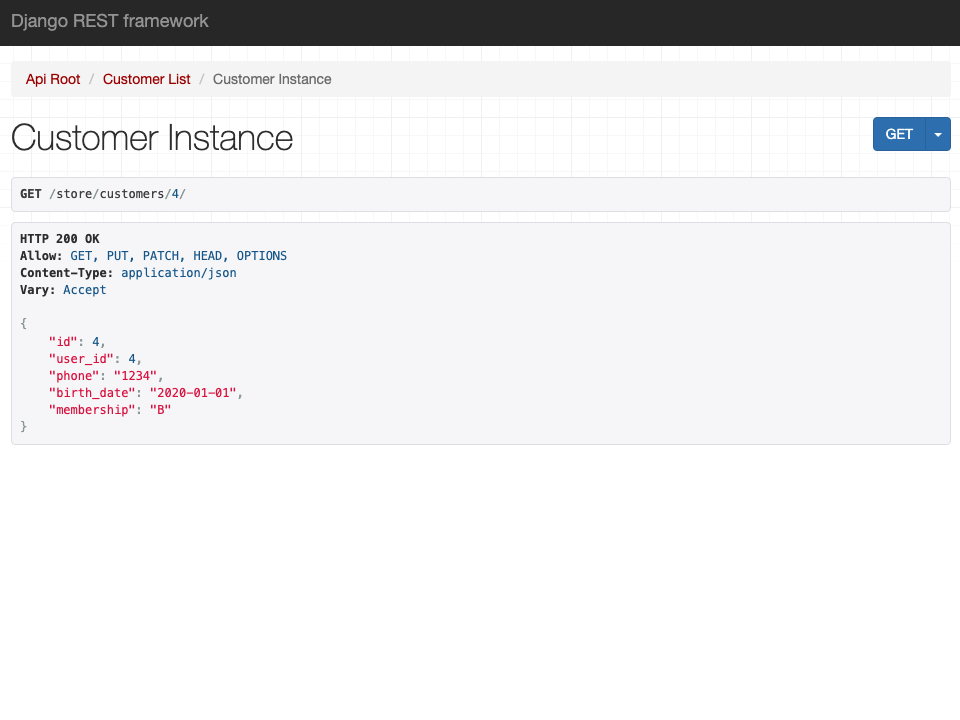 Django REST framework
Api Root / Customer List / Customer Instance
Customer Instance
GET
GET /store/customers/4/
HTTP 200 OK
Allow: GET, PUT, PATCH, HEAD, OPTIONS
Content-Type: application/json
Vary: Accept
{
    "id": 4,
    "user_id": 4,
    "phone": "1234",
    "birth_date": "2020-01-01",
    "membership": "B"
}